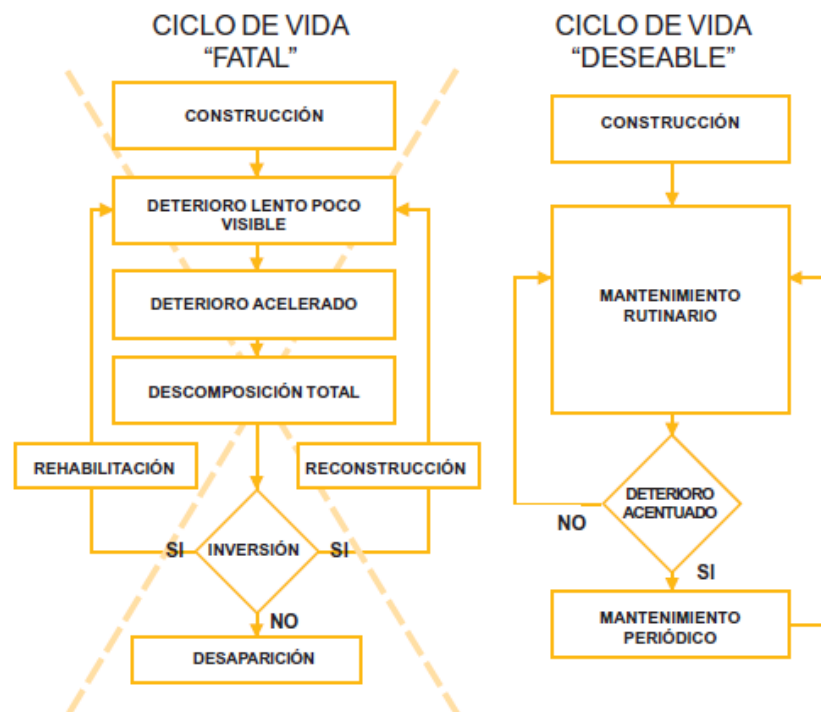 CICLO DE VIDA
“FATAL”
CONSTRUCCIÓN
DETERIORO LENTO POCO
VISIBLE
DETERIORO ACELERADO
DESCOMPOSICIÓN TOTAL
REHABILITACIÓN
RECONSTRUCCIÓN
SI
INVERSIÓN
SI
NO
DESAPARICIÓN
CICLO DE VIDA
“DESEABLE”
CONSTRUCCIÓN
MANTENIMIENTO
RUTINARIO
DETERIORO
ACENTUADO
NO
SI
MANTENIMIENTO
PERIÓDICO